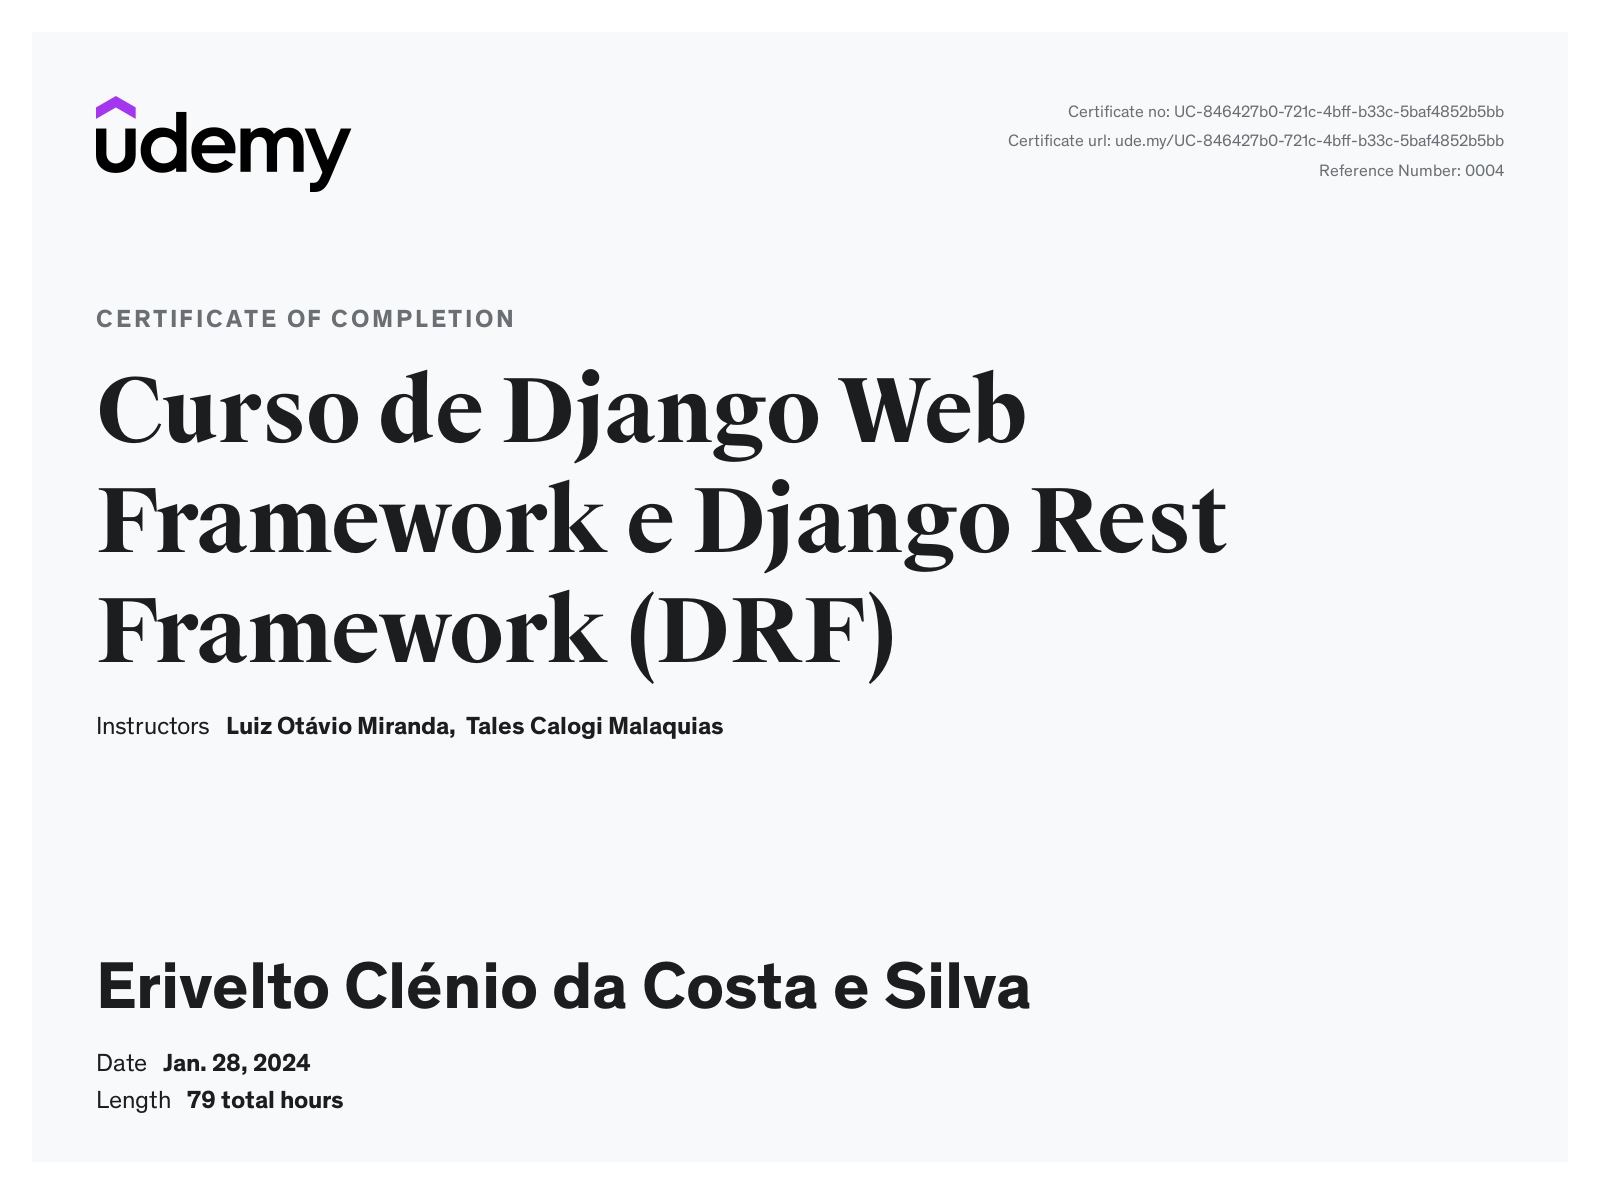 udemy
Certificate no: UC-846427b0-721c-4bff-b33c-5baf4852b5bb
Certificate url: ude.my/UC-846427b0-721c-4bff-b33c-5baf4852b5bb
Reference Number: 0004
CERTIFICATE OF COMPLETION
Curso de Django Web
Framework e Django Rest
Framework (DRF)
Instructors Luiz Otávio Miranda, Tales Calogi Malaquias
Erivelto Clénio da Costa e Silva
Date Jan. 28, 2024
Length 79 total hours